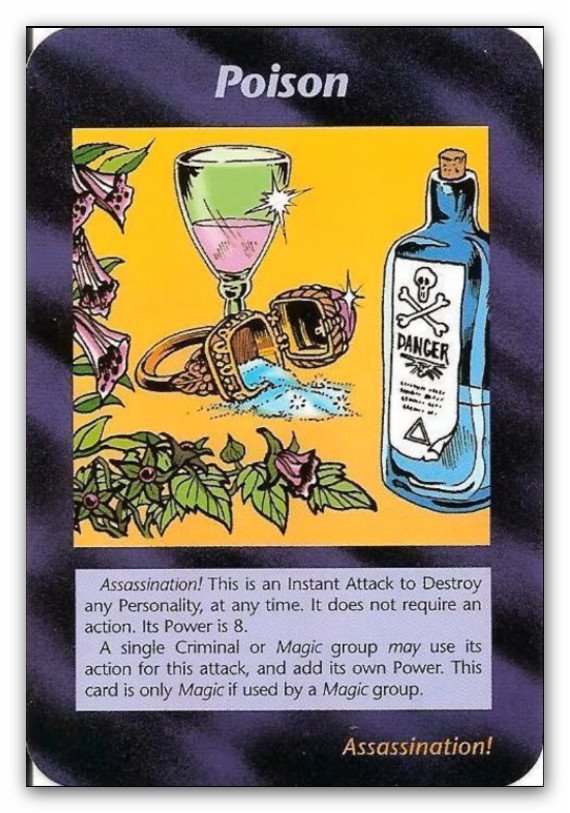 Poison
DANGER
Assassination! This is an Instant Attack to Destroy
any Personality, at any time. It does not require an
action. Its Power is 8.
A single Criminal or Magic group may use its
action for this attack, and add its own Power. This
card is only Magic if used by a Magic group.
Assassination!